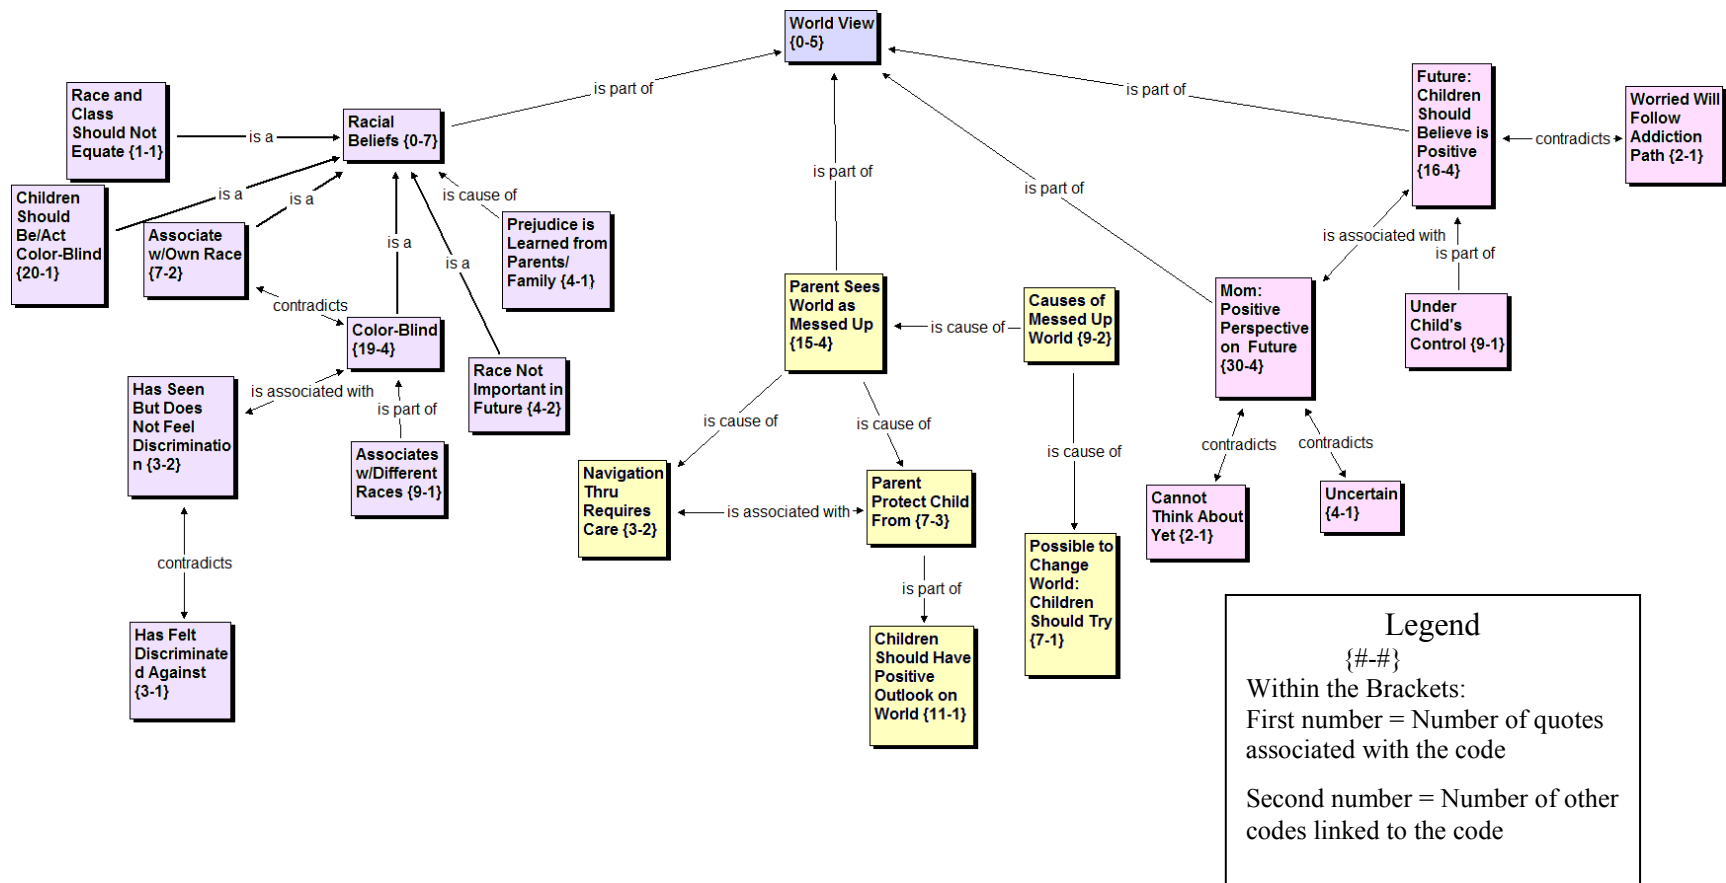 World View
{0-5}
is part of
is part of
is part of
is part of
Race and
Class
Should Not
Equate {1-1}
is a
Racial
Beliefs {0-7}
Children
Should
Be/Act
Color-Blind
{20-1}
is a
is a
Associate
w/Own Race
{7-2}
is cause of
Prejudice is
Learned from
Parents/
Family {4-1}
is a
is a
contradicts
Color-Blind
{19-4}
Race Not
Important in
Future {4-2}
is associated with
Has Seen
But Does
Not Feel
Discriminatio
n {3-2}
is part of
Associates
w/Different
Races {9-1}
contradicts
Has Felt
Discriminate
d Against
{3-1}
Parent Sees
World as
Messed Up
{15-4}
is cause of
Causes of
Messed Up
World {9-2}
is cause of
is cause of
is cause of
Navigation
Thru
Requires
Care {3-2}
is associated with
Parent
Protect Child
From {7-3}
is part of
Children
Should Have
Positive
Outlook on
World {11-1}
Possible to
Change
World:
Children
Should Try
{7-1}
Future:
Children
Should
Believe is
Positive
{16-4}
contradicts
Worried Will
Follow
Addiction
Path {2-1}
is associated with
is part of
Mom:
Positive
Perspective
on Future
{30-4}
Under
Child's
Control {9-1}
contradicts
contradicts
Cannot
Think About
Yet {2-1}
Uncertain
{4-1}
Legend
{#-#}
Within the Brackets:
First number = Number of quotes
associated with the code
Second number = Number of other
codes linked to the code